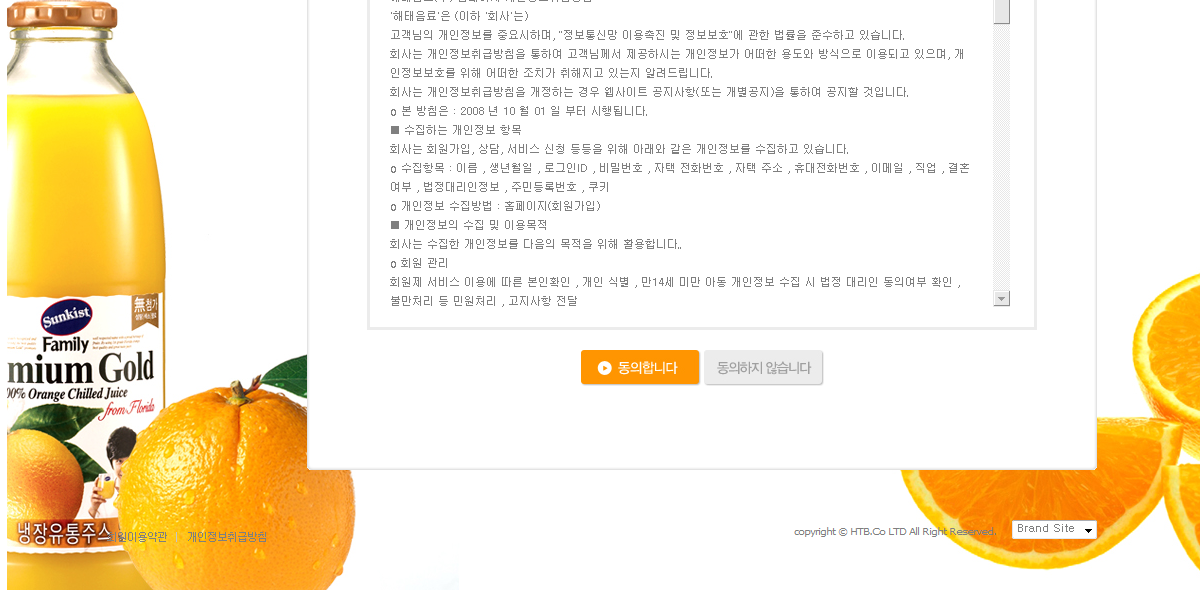 '해태음료'은 (이하 '회사'는)
고객님의 개인정보를 중요시하며, "정보통신망 이용촉진 및 정보보호"에 관한 법률을 준수하고 있습니다.
회사는 개인정보취급방침을 통하여 고객님께서 제공하시는 개인정보가 어떠한 용도와 방식으로 이용되고 있으며, 개
인정보보호를 위해 어떠한 조치가 취해지고 있는지 알려드립니다.
회사는 개인정보취급방침을 개정하는 경우 웹사이트 공지사항(또는 개별공지)을 통하여 공지할 것입니다.
ο 본 방침은 : 2008 년 10 월 01 일 부터 시행됩니다.
■ 수집하는 개인정보 항목
회사는 회원가입, 상담, 서비스 신청 등등을 위해 아래와 같은 개인정보를 수집하고 있습니다.
ο 수집항목 : 이름 , 생년월일 , 로그인ID , 비밀번호 , 자택 전화번호 , 자택 주소 , 휴대전화번호 , 이메일 , 직업 , 결혼
여부 , 법정대리인정보 , 주민등록번호 , 쿠키
ο 개인정보 수집방법 : 홈페이지(회원가입)
■ 개인정보의 수집 및 이용목적
회사는 수집한 개인정보를 다음의 목적을 위해 활용합니다..
ο 회원 관리
회원제 서비스 이용에 따른 본인확인 , 개인 식별 , 만14세 미만 아동 개인정보 수집 시 법정 대리인 동의여부 확인 ,
불만처리 등 민원처리 , 고지사항 전달
동의합니다 동의하지 않습니다
無첨가
Sunkist
Family
mium Gold
00% Orange Chilled Juice
from Florida
냉장유통주스
회원이용약관 | 개인정보취급방침
copyright © HTB.Co LTD All Right Reserved.
Brand Site